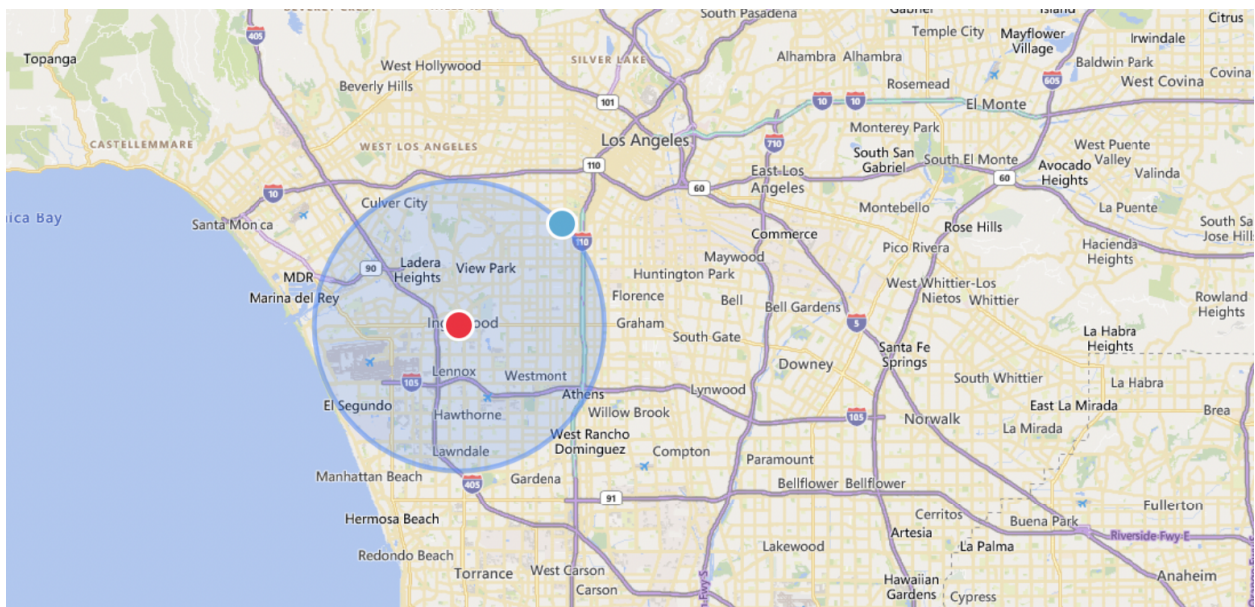 South Pasadena
Gabriel
Island
Citrus
405
Temple City
Mayflower
Village
Irwindale
Topanga
West Hollywood
SILVER LAKE
Alhambra
Alhambra
Baldwin Park
Covina
Beverly Hills
Rosemead
605
West Covina
101
10
10
El Monte
CASTELLEMMARE
WEST LOS ANGELES
Los Angeles
710
Monterey Park
West Puente
Valley
110
South San
Gabriel
South El Monte
Avocado
Heights
Valinda
East Los
Angeles
60
60
10
Culver City
Montebello
La Puente
Santa Monica
Commerce
Rose Hills
South San
Jose Hills
110
Pico Rivera
Hacienda
Heights
Maywood
90
Ladera
Heights
View Park
Huntington Park
MDR
West Whittier-Los
Nietos
Whittier
Marina del Rey
Florence
Bell
Bell Gardens
Rowland
Heights
Graham
5
South Gate
La Habra
Heights
Santa Fe
Springs
Downey
Lennox
Westmont
105
South Whittier
La Habra
Athens
Lynwood
El Segundo
Hawthorne
Willow Brook
105
Norwalk
East La Mirada
Brea
La Mirada
West Rancho
Dominguez
Lawndale
Compton
Paramount
Manhattan Beach
405
Gardena
Bellflower
Bellflower
91
Fullerton
Hermosa Beach
Cerritos
Buena Park
Artesia
Riverside Fwy E
Redondo Beach
Lakewood
La Palma
West Carson
Torrance
Carson
Hawaiian
Gardens
Anaheim
Cypress